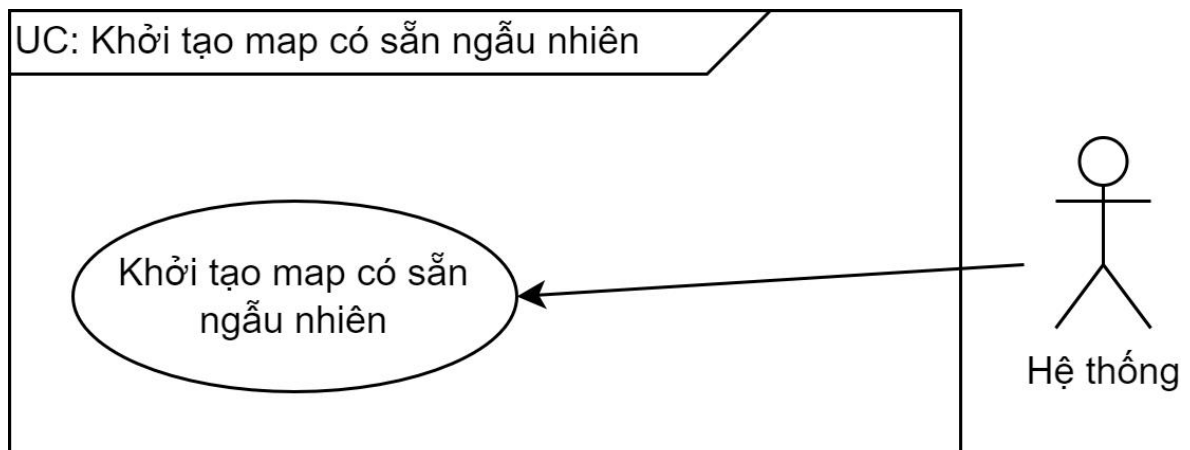 UC: Khởi tạo map có sẵn ngẫu nhiên
Khởi tạo map có sẵn
ngẫu nhiên
Hệ thống